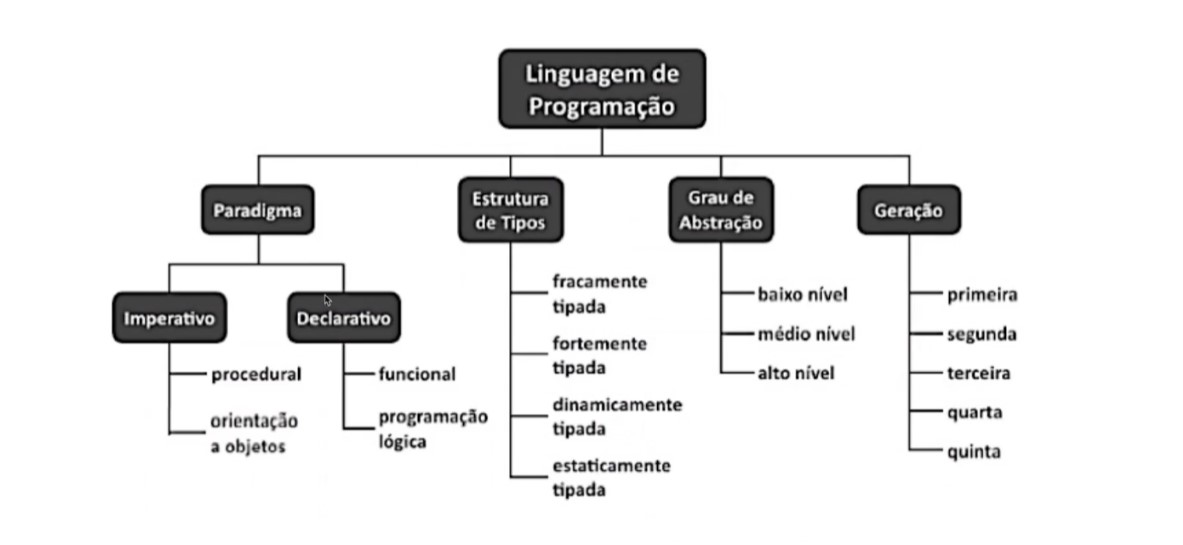 Linguagem de
Programação
Paradigma
Estrutura
de Tipos
Grau de
Abstração
Geração
Imperativo
Declarativo
procedural
orientação
a objetos
funcional
programação
lógica
fracamente
tipada
fortemente
tipada
dinamicamente
tipada
estaticamente
tipada
baixo nível
médio nível
alto nível
primeira
segunda
terceira
quarta
quinta